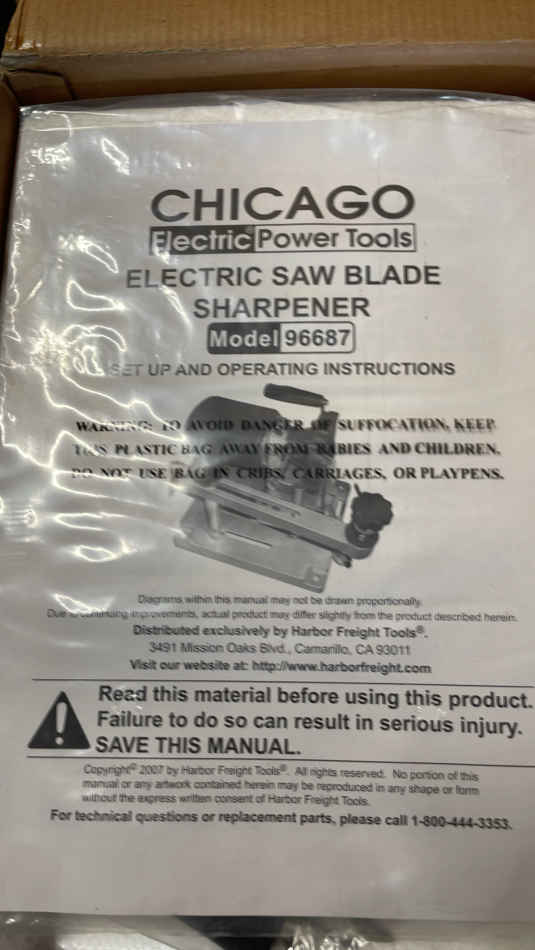 CHICAGO
Electric Power Tools
ELECTRIC SAW BLADE
SHARPENER
Model 96687
SET UP AND OPERATING INSTRUCTIONS
WARNING: TO AVOID DANGER OF SUFFOCATION, KEEP
THIS PLASTIC BAG AWAY FROM BABIES AND CHILDREN.
DO NOT USE BAG IN CRIBS, CARRIAGES, OR PLAYPENS.
Diagrams within this manual may not be drawn proportionally.
Due to continuing improvements, actual product may differ slightly from the product described herein.
Distributed exclusively by Harbor Freight Tools®.
3491 Mission Oaks Blvd., Camarillo, CA 93011
Visit our website at: http://www.harborfreight.com
Read this material before using this product.
Failure to do so can result in serious injury.
SAVE THIS MANUAL.
Copyright© 2007 by Harbor Freight Tools®. All rights reserved. No portion of this
manual or any artwork contained herein may be reproduced in any shape or form
without the express written consent of Harbor Freight Tools.
For technical questions or replacement parts, please call 1-800-444-3353.